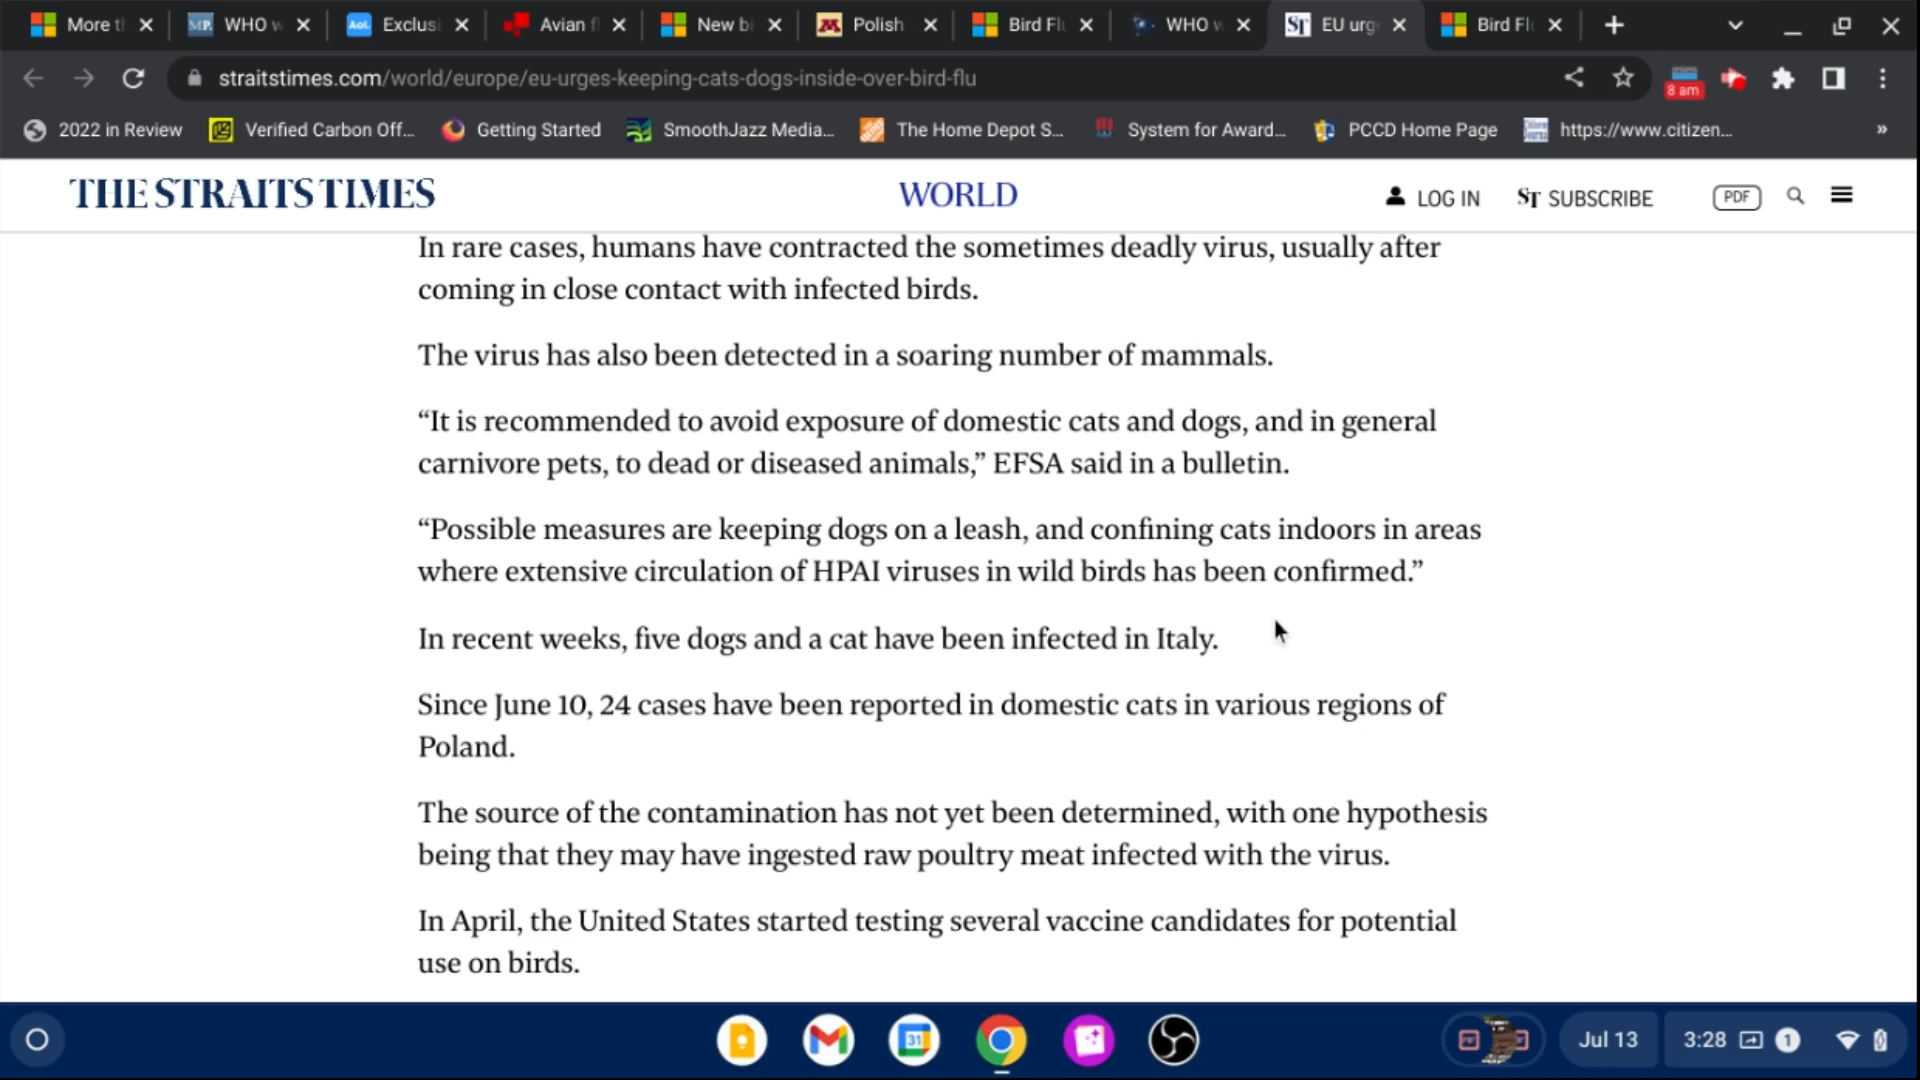 More t
WHO w
Aol.
Exclusi
Avian f
New bi
Polish
Bird Flu
WHO w
EU urg
Bird Flu
straitstimes.com/world/europe/eu-urges-keeping-cats-dogs-inside-over-bird-flu
8 am
2022 in Review
Verified Carbon Off...
Getting Started
SmoothJazz Media...
The Home Depot S...
System for Award...
PCCD Home Page
https://www.citizen...
»
THE STRAITS TIMES
WORLD
LOG IN
ST SUBSCRIBE
PDF
In rare cases, humans have contracted the sometimes deadly virus, usually after
coming in close contact with infected birds.
The virus has also been detected in a soaring number of mammals.
“It is recommended to avoid exposure of domestic cats and dogs, and in general
carnivore pets, to dead or diseased animals,” EFSA said in a bulletin.
“Possible measures are keeping dogs on a leash, and confining cats indoors in areas
where extensive circulation of HPAI viruses in wild birds has been confirmed.”
In recent weeks, five dogs and a cat have been infected in Italy.
Since June 10, 24 cases have been reported in domestic cats in various regions of
Poland.
The source of the contamination has not yet been determined, with one hypothesis
being that they may have ingested raw poultry meat infected with the virus.
In April, the United States started testing several vaccine candidates for potential
use on birds.
31
Jul 13
3:28
1